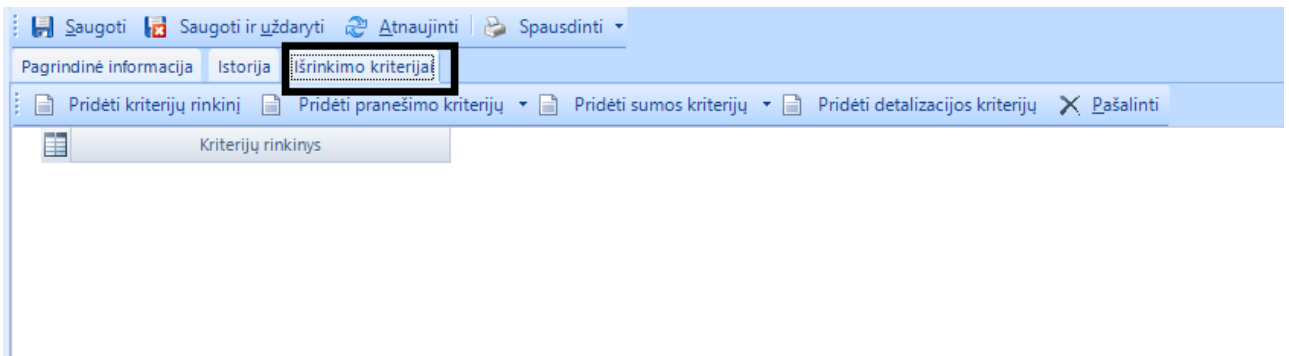 Saugoti Saugoti ir uždaryti Atnaujinti Spausdinti
Pagrindinė informacija Istorija Išrinkimo kriterijai
Pridėti kriterijų rinkinį Pridėti pranešimo kriterijų Pridėti sumos kriterijų Pridėti detalizacijos kriterijų Pašalinti
Kriterijų rinkinys